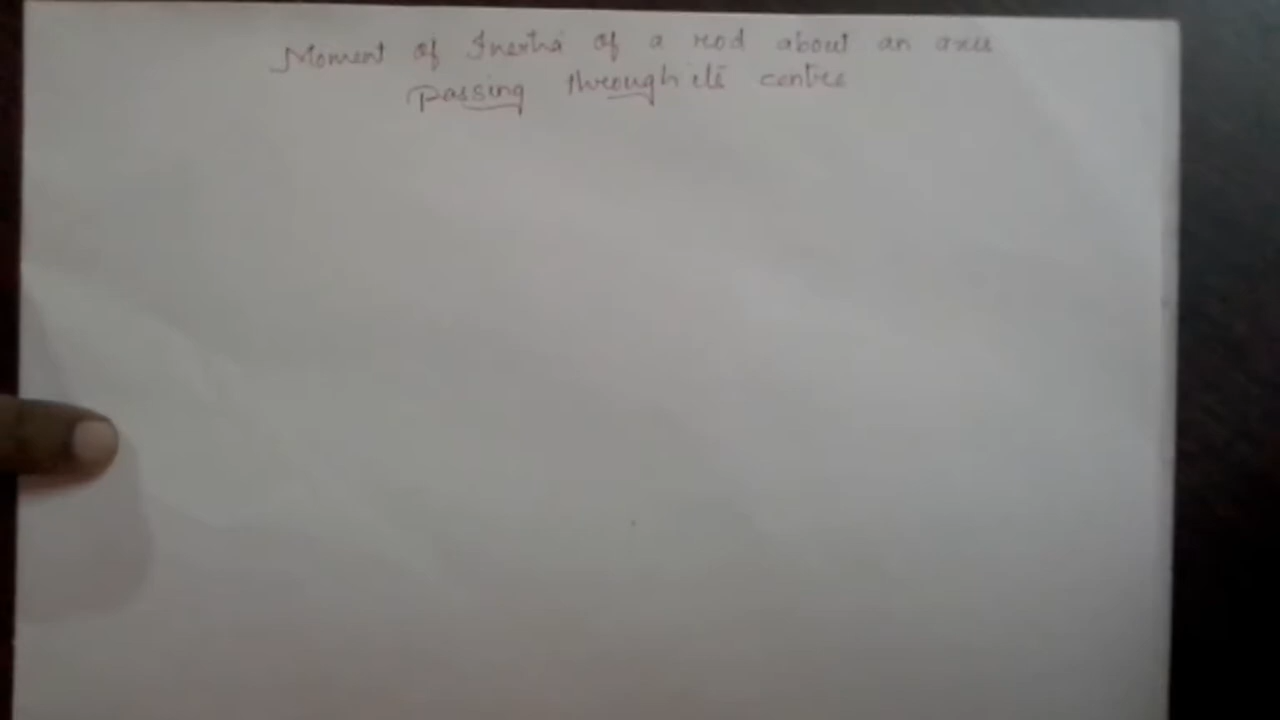 Moment of Inertia of a rod about an axis
passing through its centre